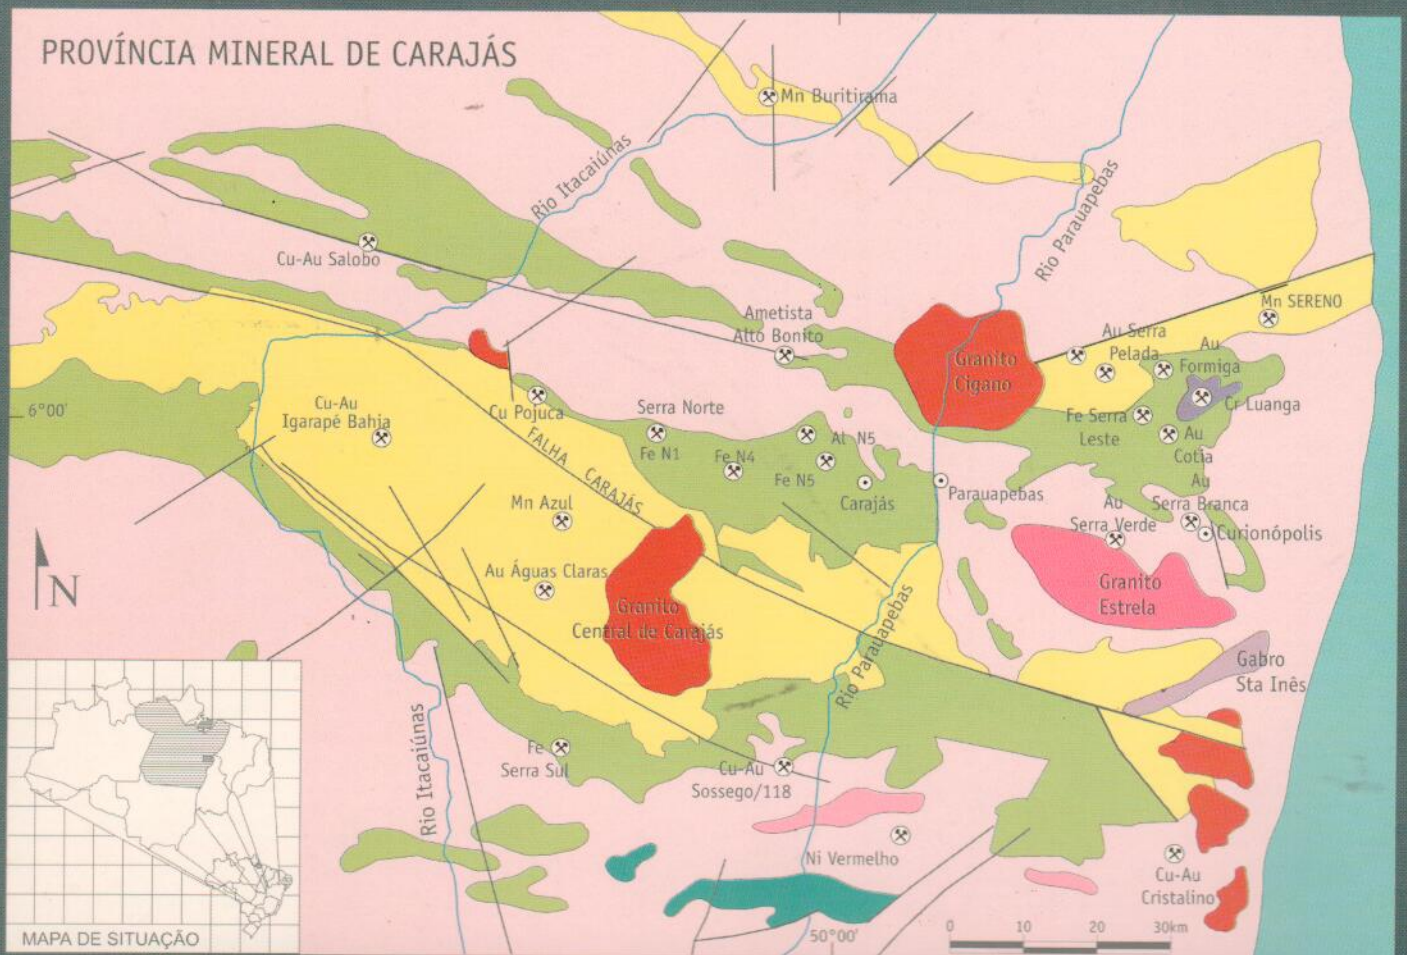 PROVÍNCIA MINERAL DE CARAJÁS
Mn Buritirama
Rio Itacaiúnas
Rio Parauapebas
Cu-Au Salobo
Ametista
Alto Bonito
Mn SERENO
Au Serra
Pelada
Au
Formiga
Granito
Cigano
Cr Luanga
6°00'
Cu-Au
Igarapé Bahia
Cu Pojuca
Serra Norte
Fe N1
Fe N4
Al N5
Fe N5
Carajás
Fe Serra
Leste
Au
Cotia
FALHA CARAJÁS
Parauapebas
Au
Serra Branca
Au
Serra Verde
Curionópolis
Mn Azul
Au Águas Claras
Granito
Central de Carajás
Granito
Estrela
N
Rio Parauapebas
Gabro
Sta Inês
Rio Itacaiúnas
Fe
Serra Sul
Cu-Au
Sossego/118
Ni Vermelho
Cu-Au
Cristalino
MAPA DE SITUAÇÃO
50°00'
0 10 20 30km